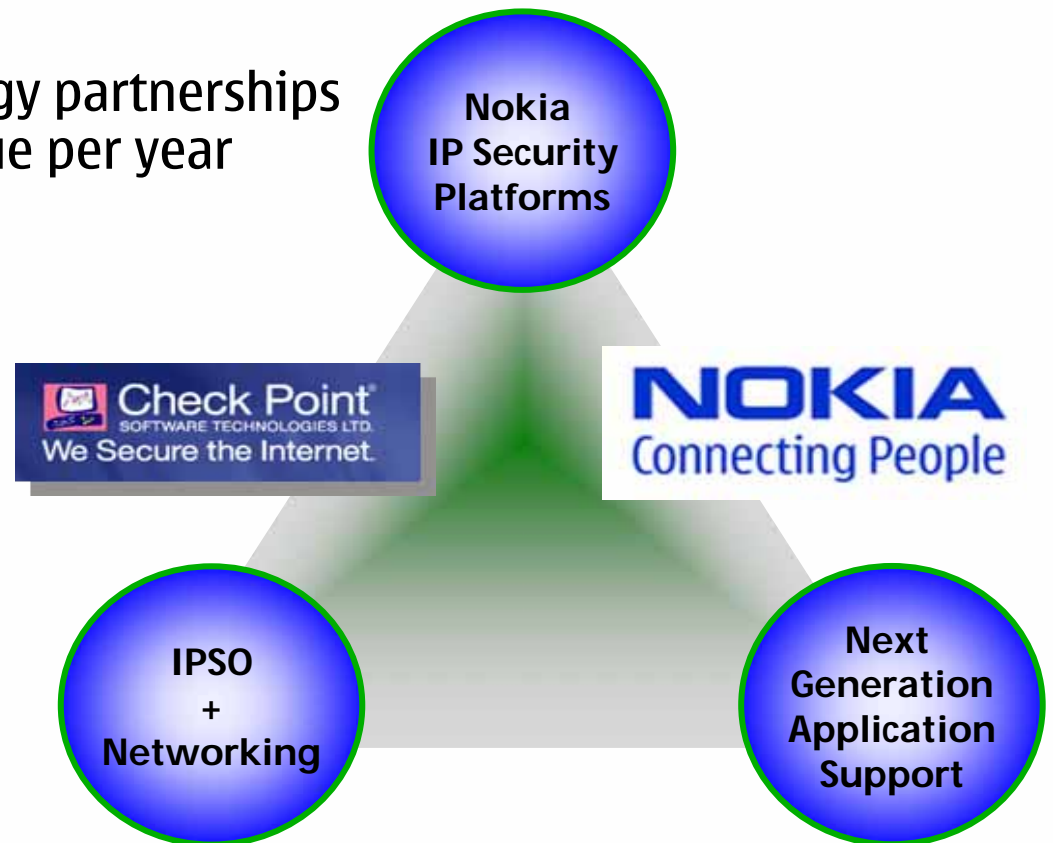 gy partnerships
ue per year
Nokia
IP Security
Platforms
Check Point®
SOFTWARE TECHNOLOGIES LTD.
We Secure the Internet.
NOKIA
Connecting People
IPSO
+
Networking
Next
Generation
Application
Support